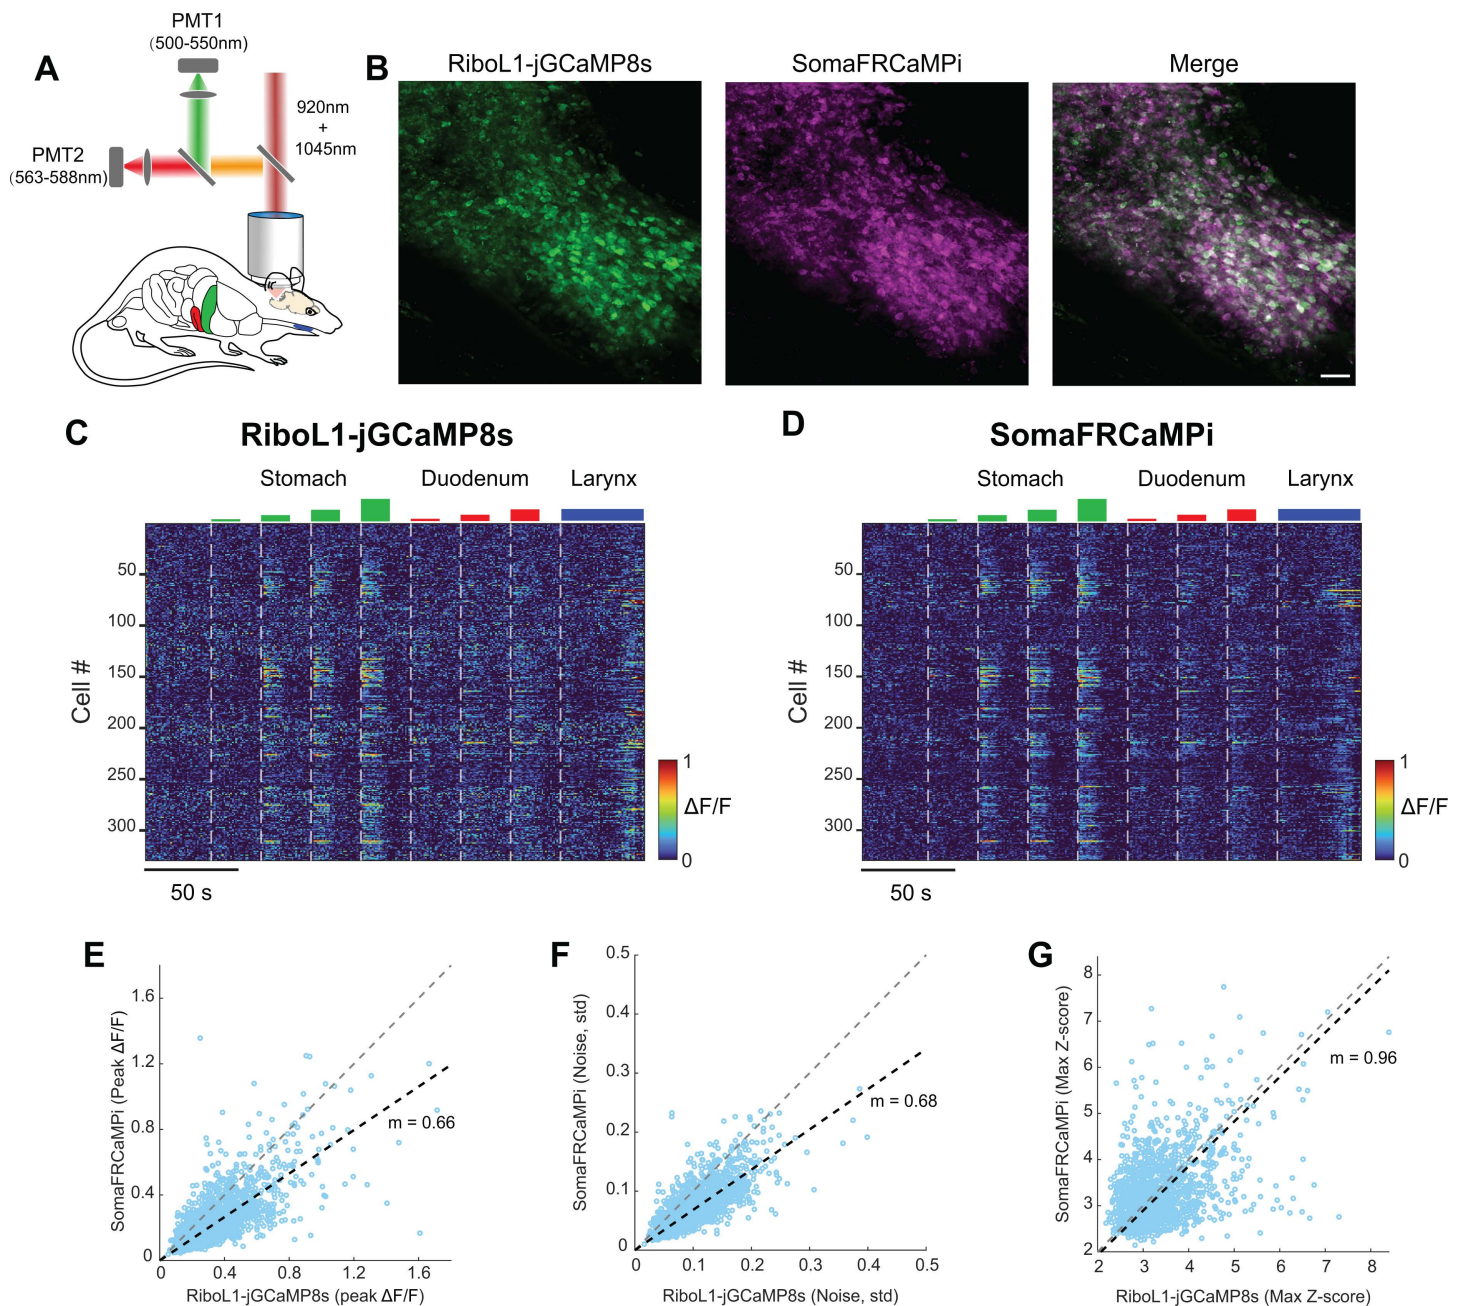 A
PMT1
(500-550nm)
920nm
+
1045nm
PMT2
(563-588nm)
B
RiboL1-jGCaMP8s
SomaFRCaMPi
Merge
C
RiboL1-jGCaMP8s
Stomach
Duodenum
Larynx
Cell #
50
100
150
200
250
300
1
ΔF/F
0
50 s
D
SomaFRCaMPi
Stomach
Duodenum
Larynx
Cell #
50
100
150
200
250
300
1
ΔF/F
0
50 s
E
SomaFRCaMPi (Peak ΔF/F)
1.6
1.2
0.8
0.4
0
m = 0.66
0
0.4
0.8
1.2
1.6
RiboL1-jGCaMP8s (peak ΔF/F)
F
SomaFRCaMPi (Noise, std)
0.5
0.4
0.3
0.2
0.1
0
m = 0.68
0
0.1
0.2
0.3
0.4
0.5
RiboL1-jGCaMP8s (Noise, std)
G
SomaFRCaMPi (Max Z-score)
8
7
6
5
4
3
2
m = 0.96
2
3
4
5
6
7
8
RiboL1-jGCaMP8s (Max Z-score)